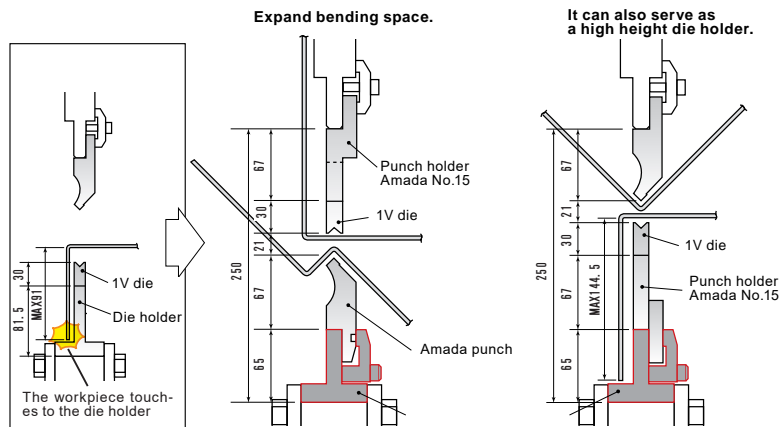 Expand bending space.
It can also serve as
a high height die holder.
30
81.5
MAX91
1V die
Die holder
The workpiece touch-
es to the die holder
250
67
30
21
67
65
Punch holder
Amada No.15
1V die
Amada punch
250
67
21
30
67
65
MAX144.5
1V die
Punch holder
Amada No.15